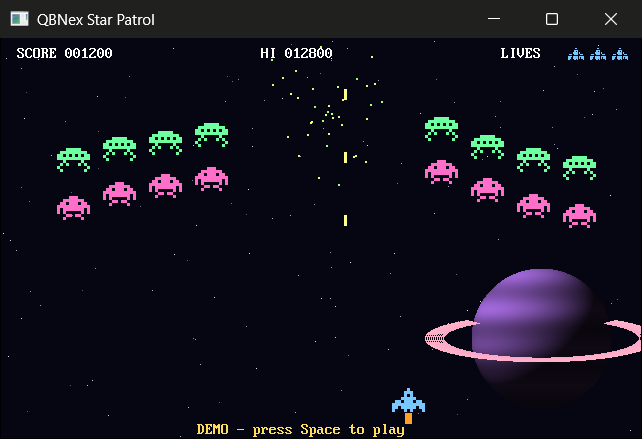 QBNex Star Patrol
SCORE 001200 HI 012800 LIVES
DEMO - press Space to play